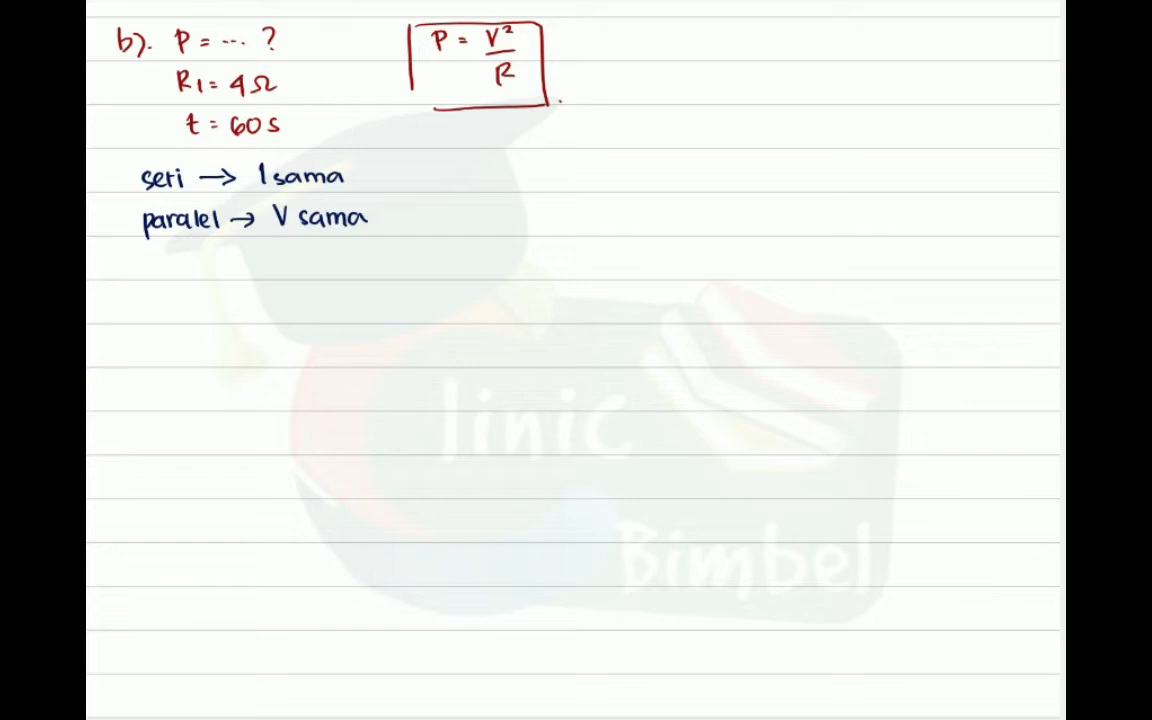 b). P = ... ?
P = V²/R
R1 = 4Ω
t = 60 s
seri → I sama
paralel → V sama
linic
Bimbel